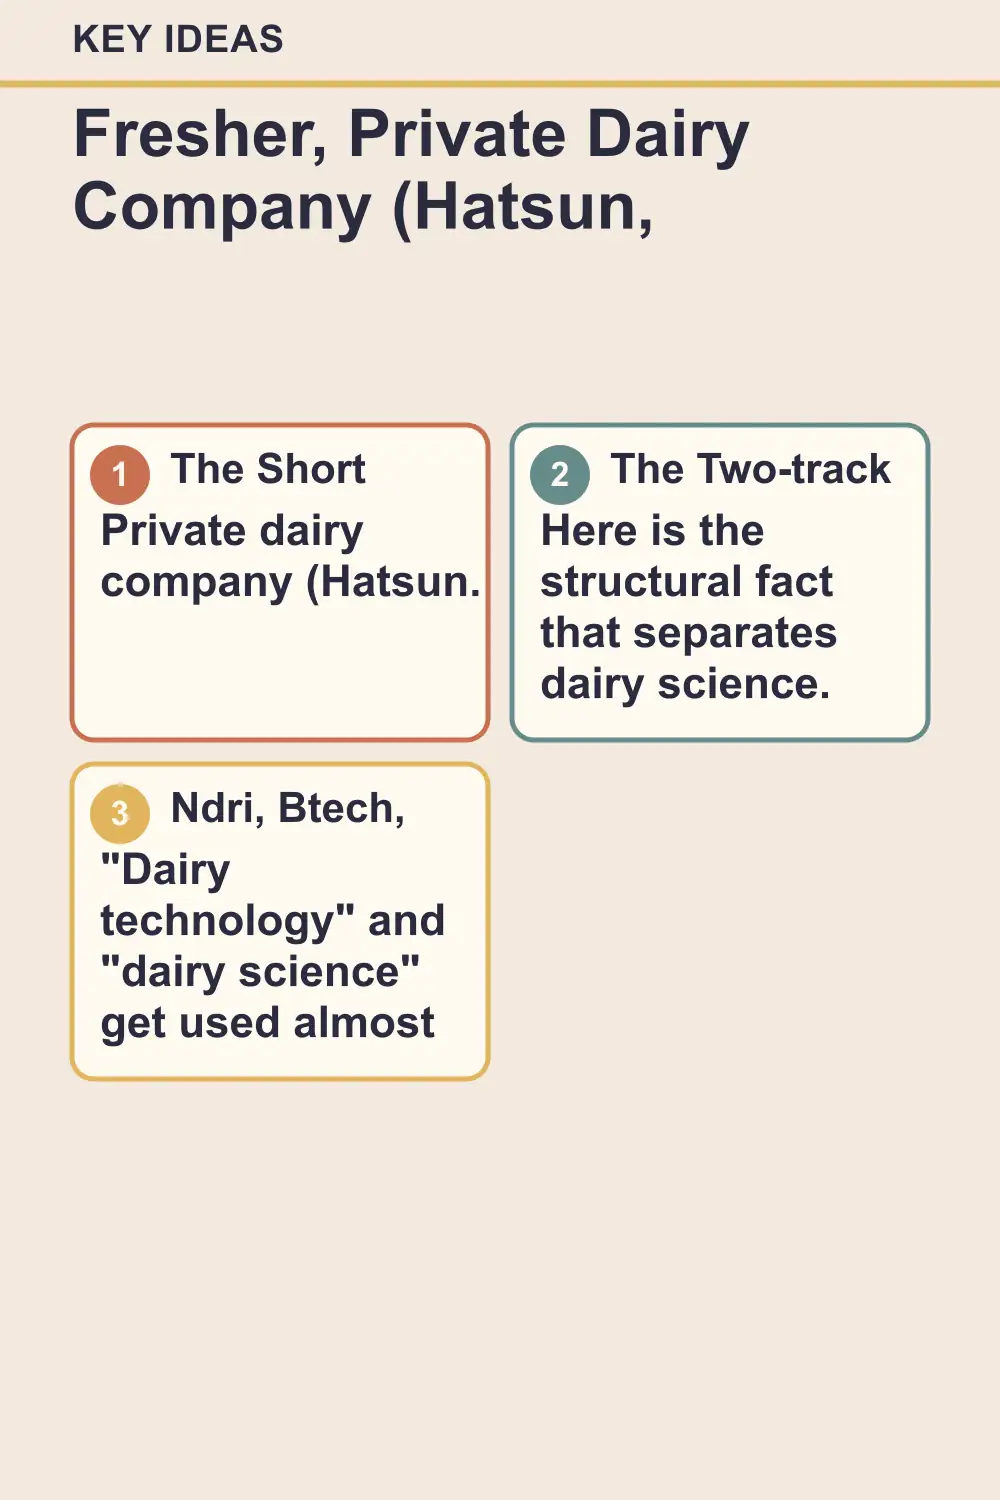 KEY IDEAS
Fresher, Private Dairy
Company (Hatsun,
1 The Short
Private dairy
company (Hatsun.
2 The Two-track
Here is the
structural fact
that separates
dairy science.
3 Ndri, Btech,
"Dairy
technology" and
"dairy science"
get used almost